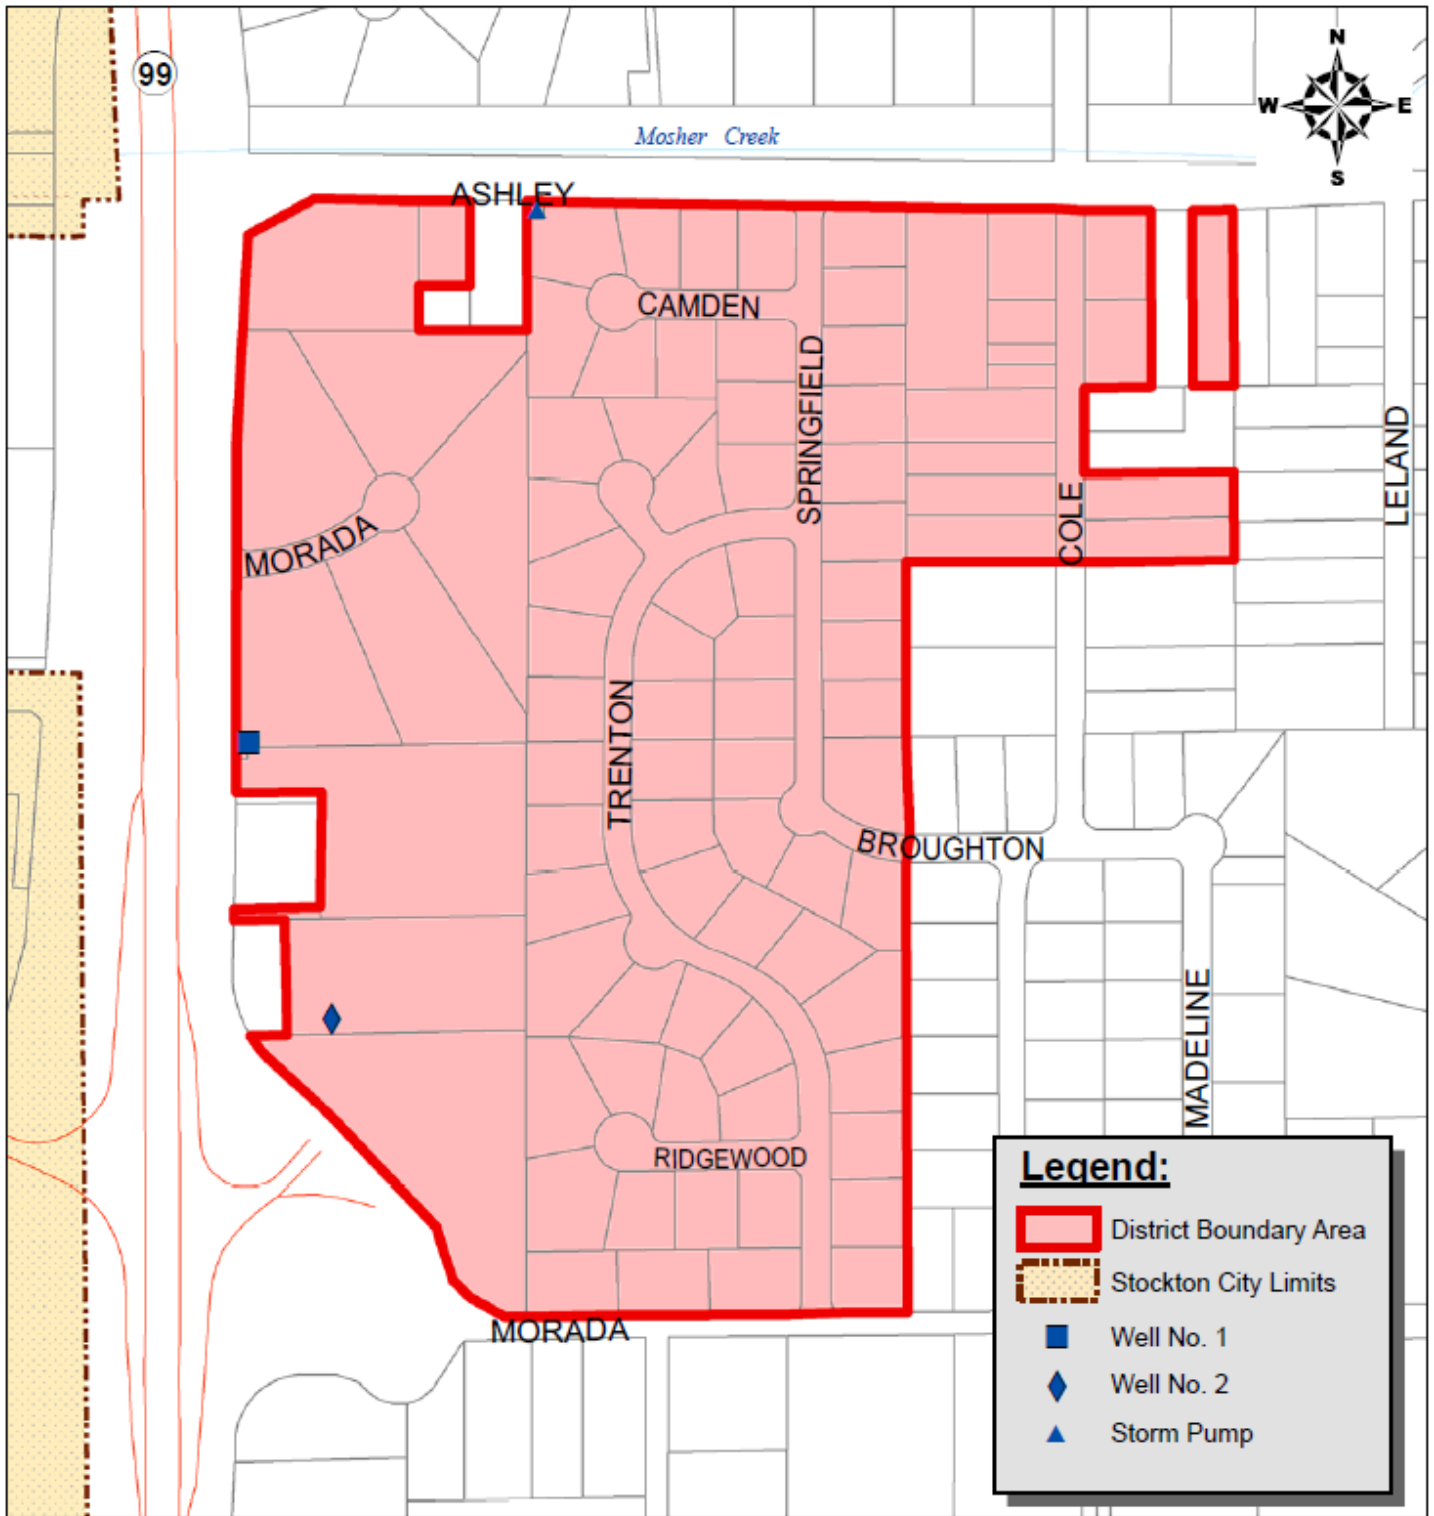 99
N
W
E
S
Mosher Creek
ASHLEY
CAMDEN
SPRINGFIELD
LELAND
COLE
MORADA
TRENTON
BROUGHTON
MADELINE
RIDGEWOOD
MORADA
Legend:
District Boundary Area
Stockton City Limits
Well No. 1
Well No. 2
Storm Pump